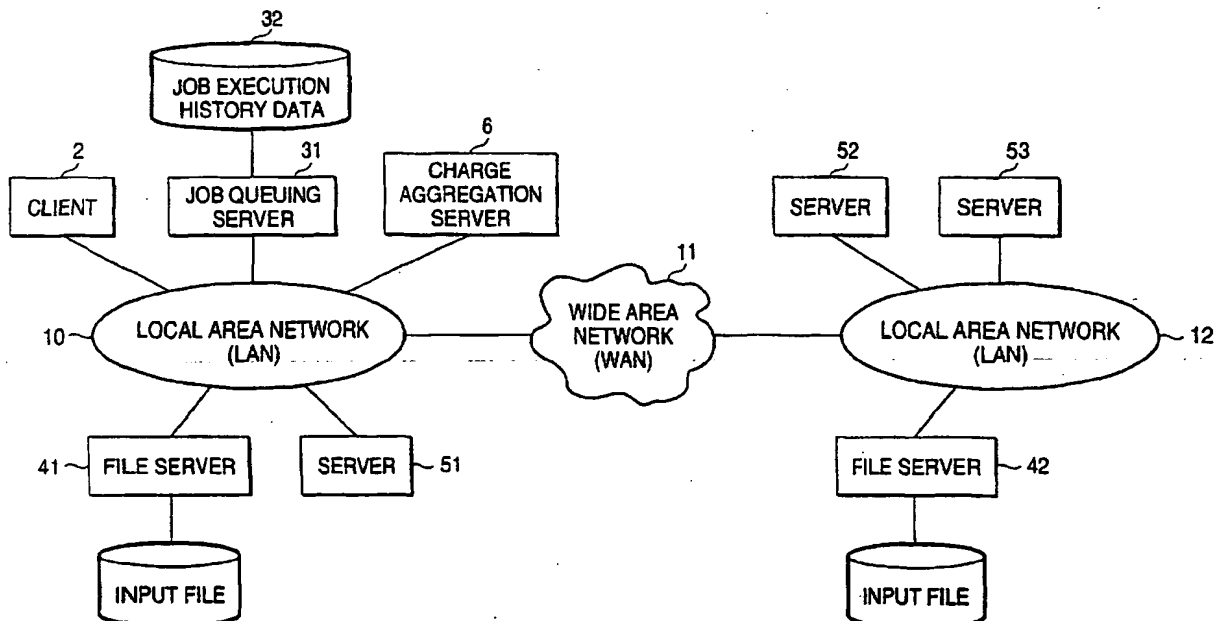 32
JOB EXECUTION
HISTORY DATA
2
CLIENT
31
JOB QUEUING
SERVER
6
CHARGE
AGGREGATION
SERVER
52
SERVER
53
SERVER
10
LOCAL AREA NETWORK
(LAN)
11
WIDE AREA
NETWORK
(WAN)
LOCAL AREA NETWORK
(LAN)
12
41
FILE SERVER
SERVER
51
FILE SERVER
42
INPUT FILE
INPUT FILE